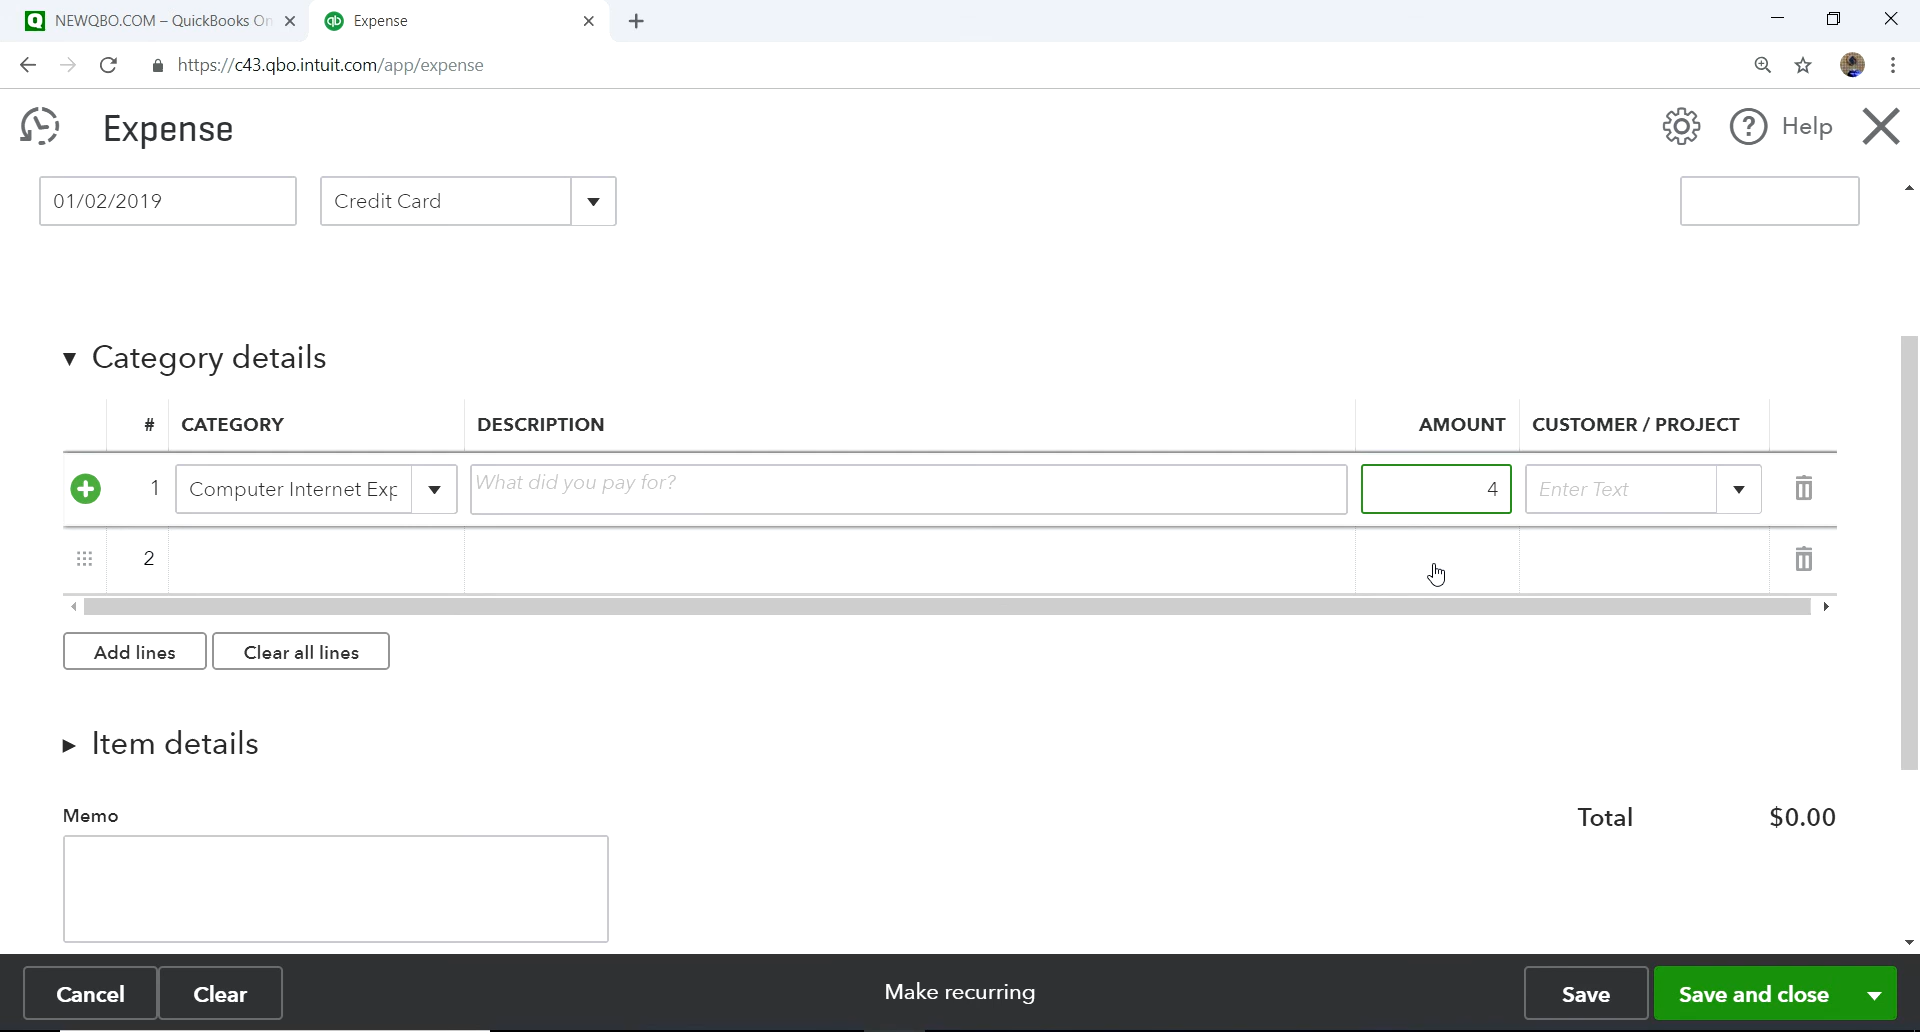 NEWQBO.COM – QuickBooks On
Expense
https://c43.qbo.intuit.com/app/expense
Expense
Help
01/02/2019
Credit Card
Category details
# CATEGORY DESCRIPTION AMOUNT CUSTOMER / PROJECT
1 Computer Internet Exp What did you pay for? 4 Enter Text
2
Add lines Clear all lines
Item details
Memo
Total $0.00
Cancel Clear Make recurring Save Save and close